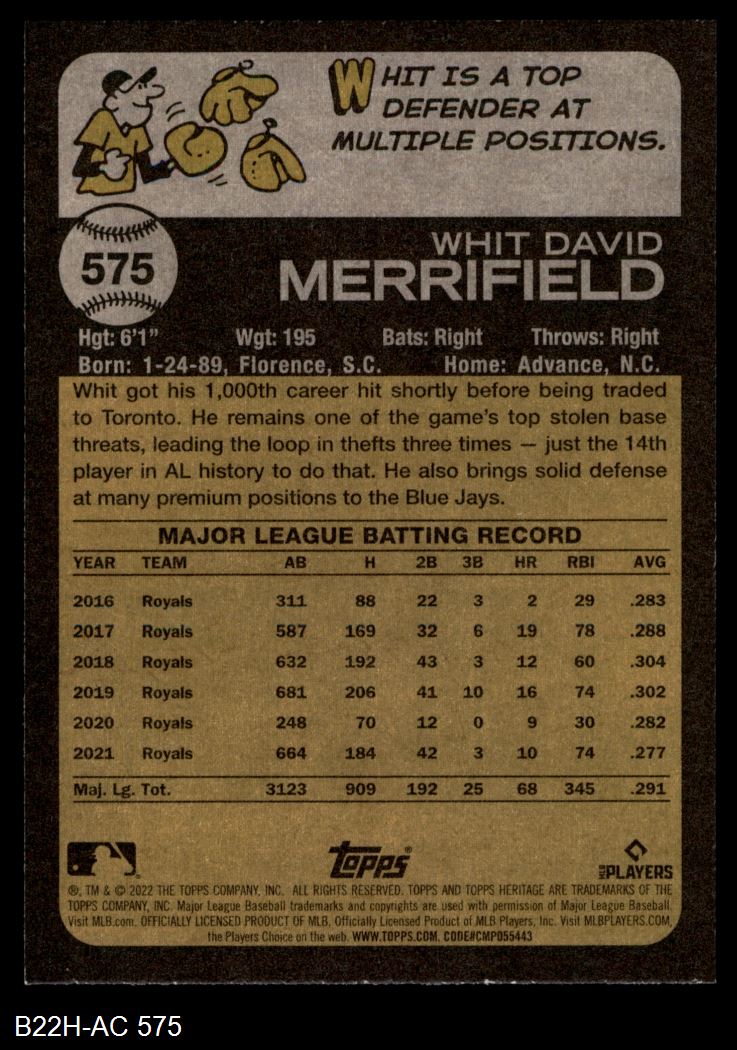 WHIT IS A TOP
DEFENDER AT
MULTIPLE POSITIONS.
575
WHIT DAVID
MERRIFIELD
Hgt: 6'1" Wgt: 195 Bats: Right Throws: Right
Born: 1-24-89, Florence, S.C. Home: Advance, N.C.
Whit got his 1,000th career hit shortly before being traded
to Toronto. He remains one of the game's top stolen base
threats, leading the loop in thefts three times — just the 14th
player in AL history to do that. He also brings solid defense
at many premium positions to the Blue Jays.
MAJOR LEAGUE BATTING RECORD
YEAR TEAM AB H 2B 3B HR RBI AVG
2016 Royals 311 88 22 3 2 29 .283
2017 Royals 587 169 32 6 19 78 .288
2018 Royals 632 192 43 3 12 60 .304
2019 Royals 681 206 41 10 16 74 .302
2020 Royals 248 70 12 0 9 30 .282
2021 Royals 664 184 42 3 10 74 .277
Maj. Lg. Tot. 3123 909 192 25 68 345 .291
Topps® MLB PLAYERS
®, TM & © 2022 THE TOPPS COMPANY, INC. ALL RIGHTS RESERVED. TOPPS AND TOPPS HERITAGE ARE TRADEMARKS OF THE
TOPPS COMPANY, INC. Major League Baseball trademarks and copyrights are used with permission of Major League Baseball.
Visit MLB.com. OFFICIALLY LICENSED PRODUCT OF MLB. Officially Licensed Product of MLB Players, Inc. Visit MLBPLAYERS.COM,
the Players Choice on the web. WWW.TOPPS.COM. CODE#CMP055443
B22H-AC 575